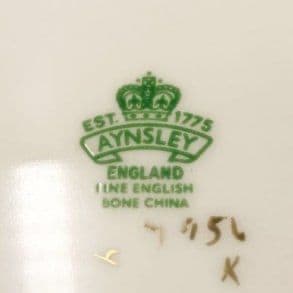 EST. 1775
AYNSLEY
ENGLAND
FINE ENGLISH
BONE CHINA
K